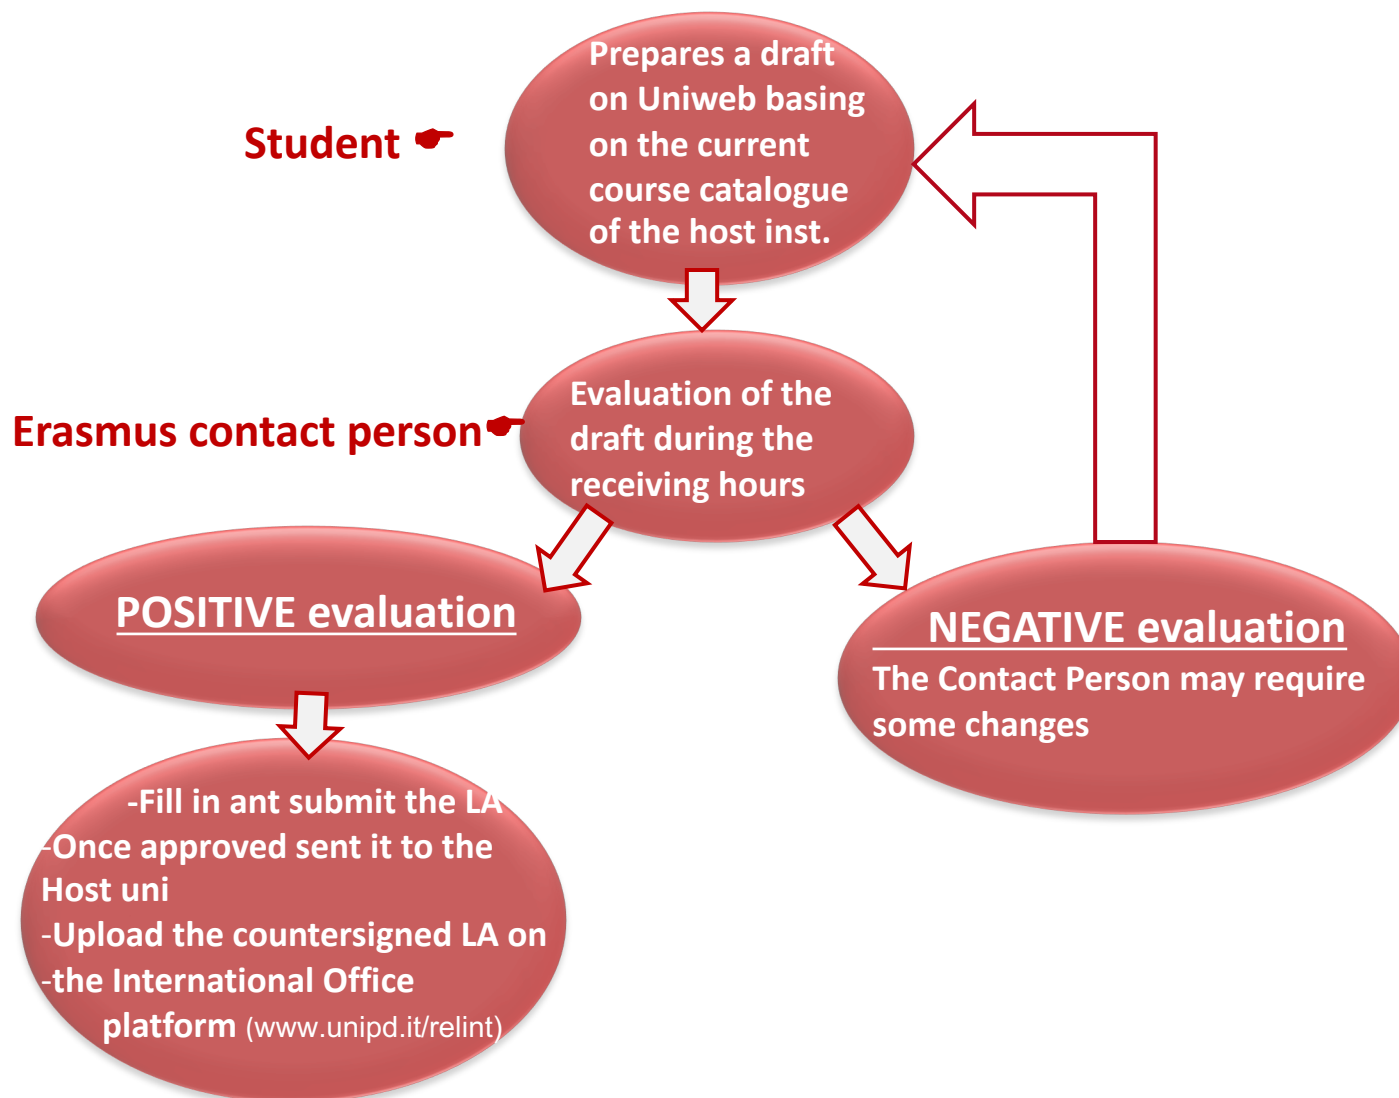 Prepares a draft
on Uniweb basing
on the current
course catalogue
of the host inst.
Student
Evaluation of the
draft during the
receiving hours
Erasmus contact person
POSITIVE evaluation
NEGATIVE evaluation
The Contact Person may require
some changes
-Fill in ant submit the LA
-Once approved sent it to the
Host uni
-Upload the countersigned LA on
-the International Office
platform (www.unipd.it/relint)